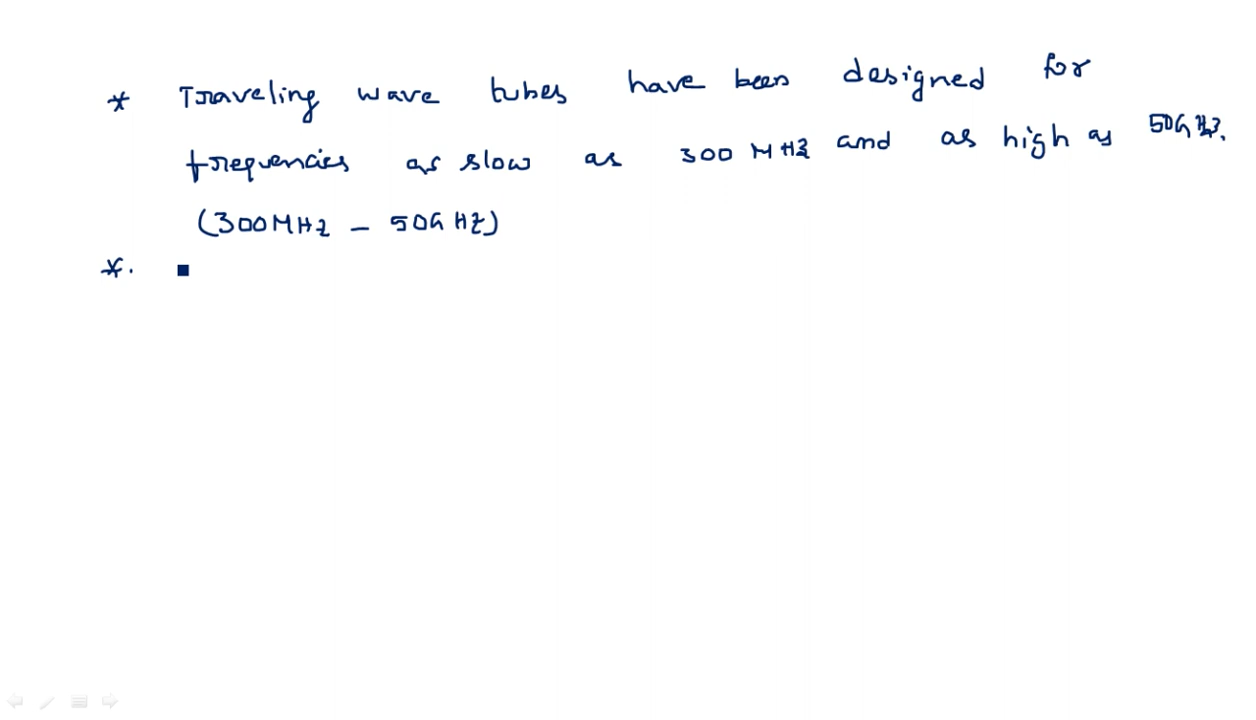 * Traveling wave tubes have been designed for
frequencies as slow as 300 MHz and as high as 50GHz.
(300MHz - 50GHz)
*.